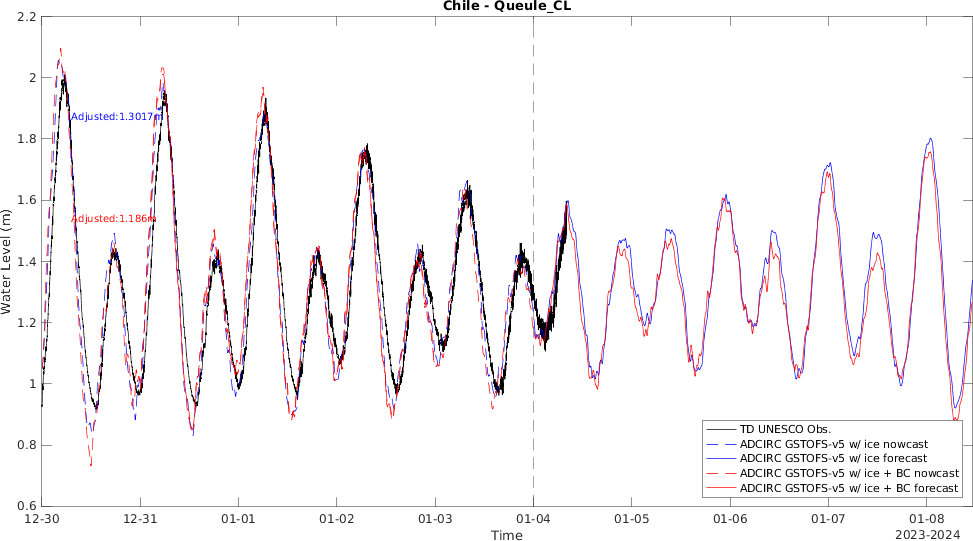 Chile - Queule_CL
2.2
2
1.8
1.6
1.4
1.2
1
0.8
0.6
Water Level (m)
Adjusted:1.3017m
Adjusted:1.186m
TD UNESCO Obs.
ADCIRC GSTOFS-v5 w/ ice nowcast
ADCIRC GSTOFS-v5 w/ ice forecast
ADCIRC GSTOFS-v5 w/ ice + BC nowcast
ADCIRC GSTOFS-v5 w/ ice + BC forecast
12-30 12-31 01-01 01-02 01-03 01-04 01-05 01-06 01-07 01-08
Time
2023-2024